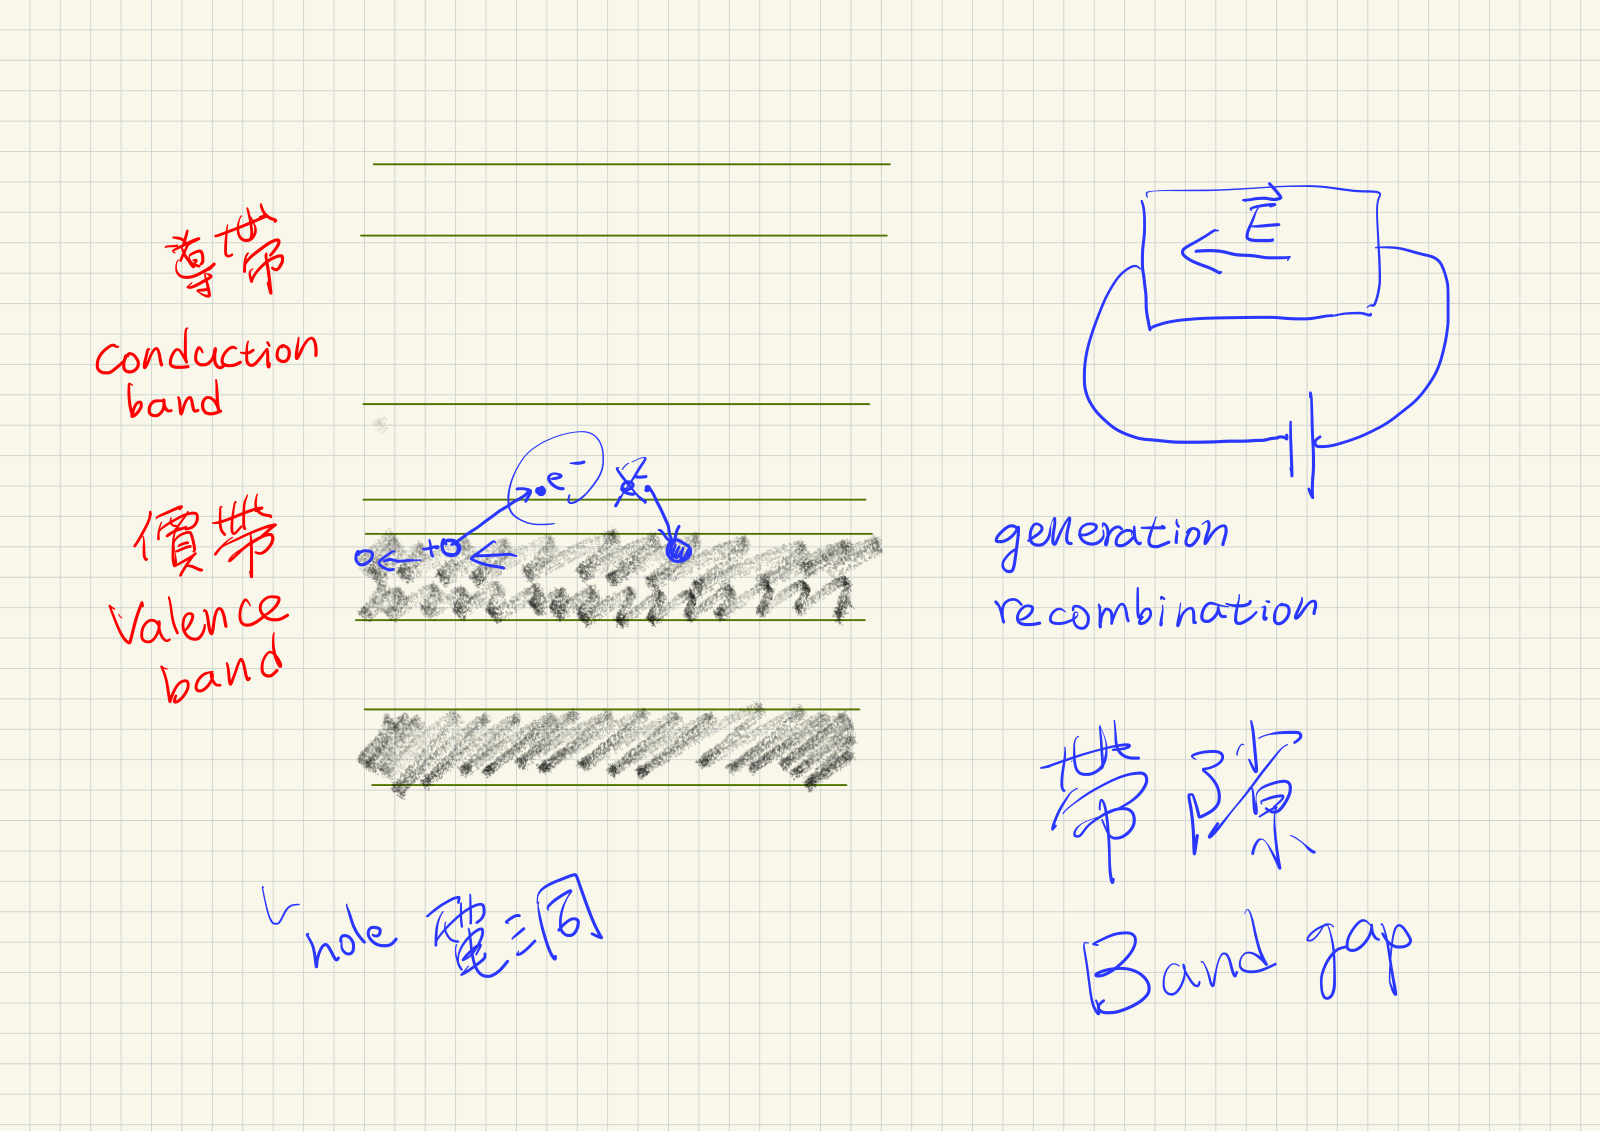 導帶
Conduction
band
價帶
Valence
band
e⁻
+
E
generation
recombination
帶隙
Band gap
hole 電洞